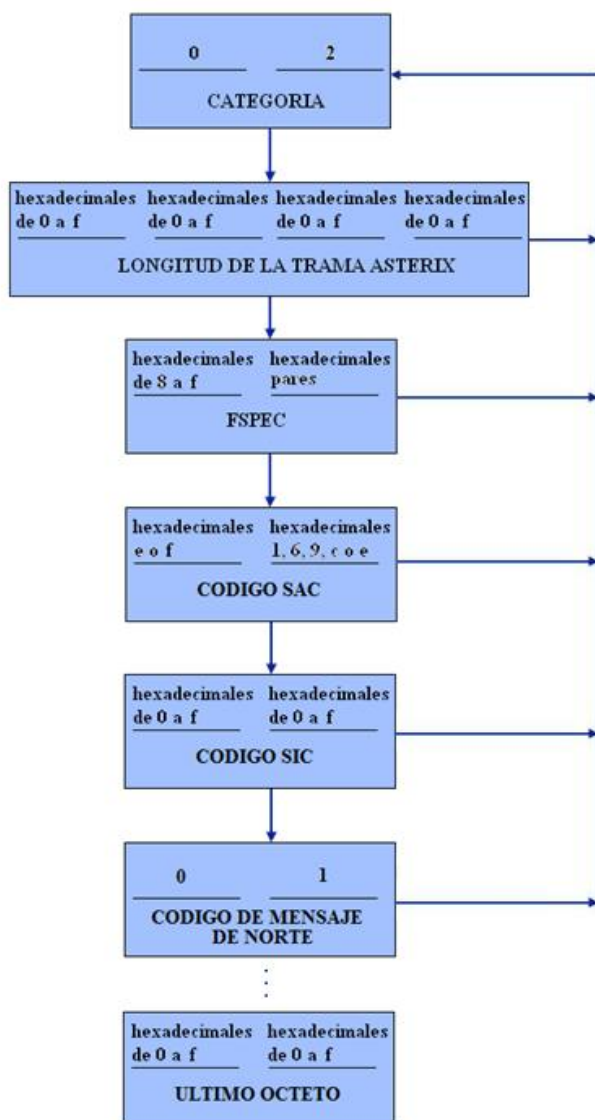 0 2
CATEGORIA
hexadecimales hexadecimales hexadecimales hexadecimales
de 0 a f de 0 a f de 0 a f de 0 a f
LONGITUD DE LA TRAMA ASTERIX
hexadecimales hexadecimales
de 8 a f pares
FSPEC
hexadecimales hexadecimales
e o f 1, 6, 9, c o e
CODIGO SAC
hexadecimales hexadecimales
de 0 a f de 0 a f
CODIGO SIC
0 1
CODIGO DE MENSAJE
DE NORTE
hexadecimales hexadecimales
de 0 a f de 0 a f
ULTIMO OCTETO